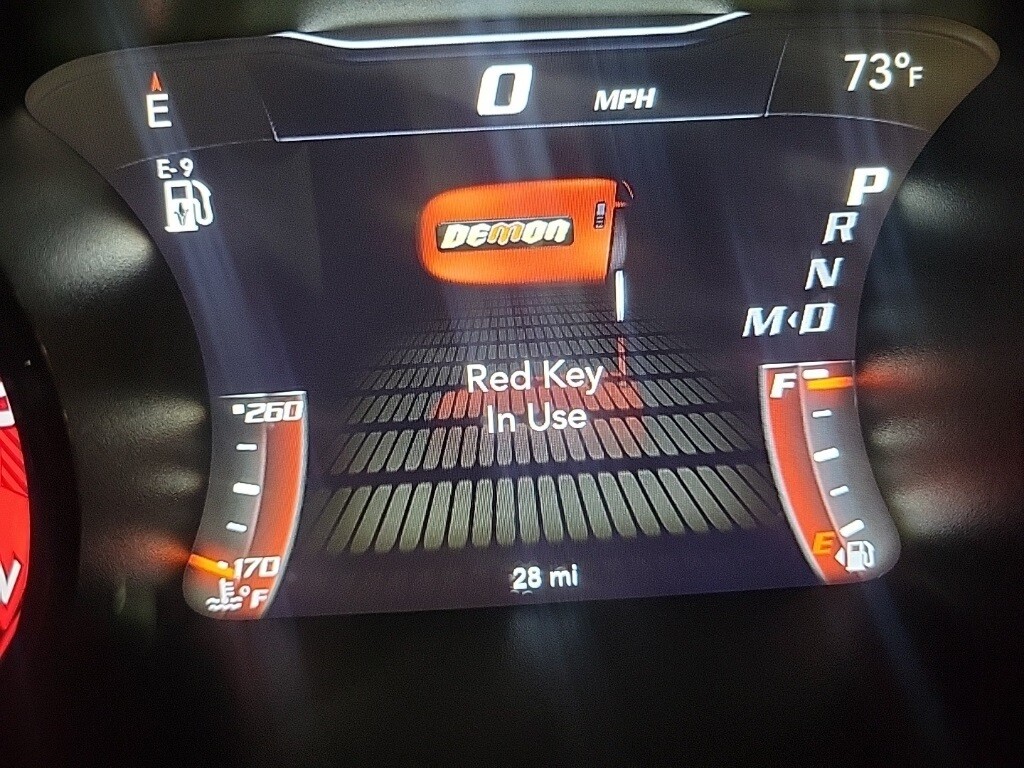 E
0 MPH
73°F
E-9
DEMON
P
R
N
M◂D
Red Key
In Use
260
F
170
°F
E
28 mi